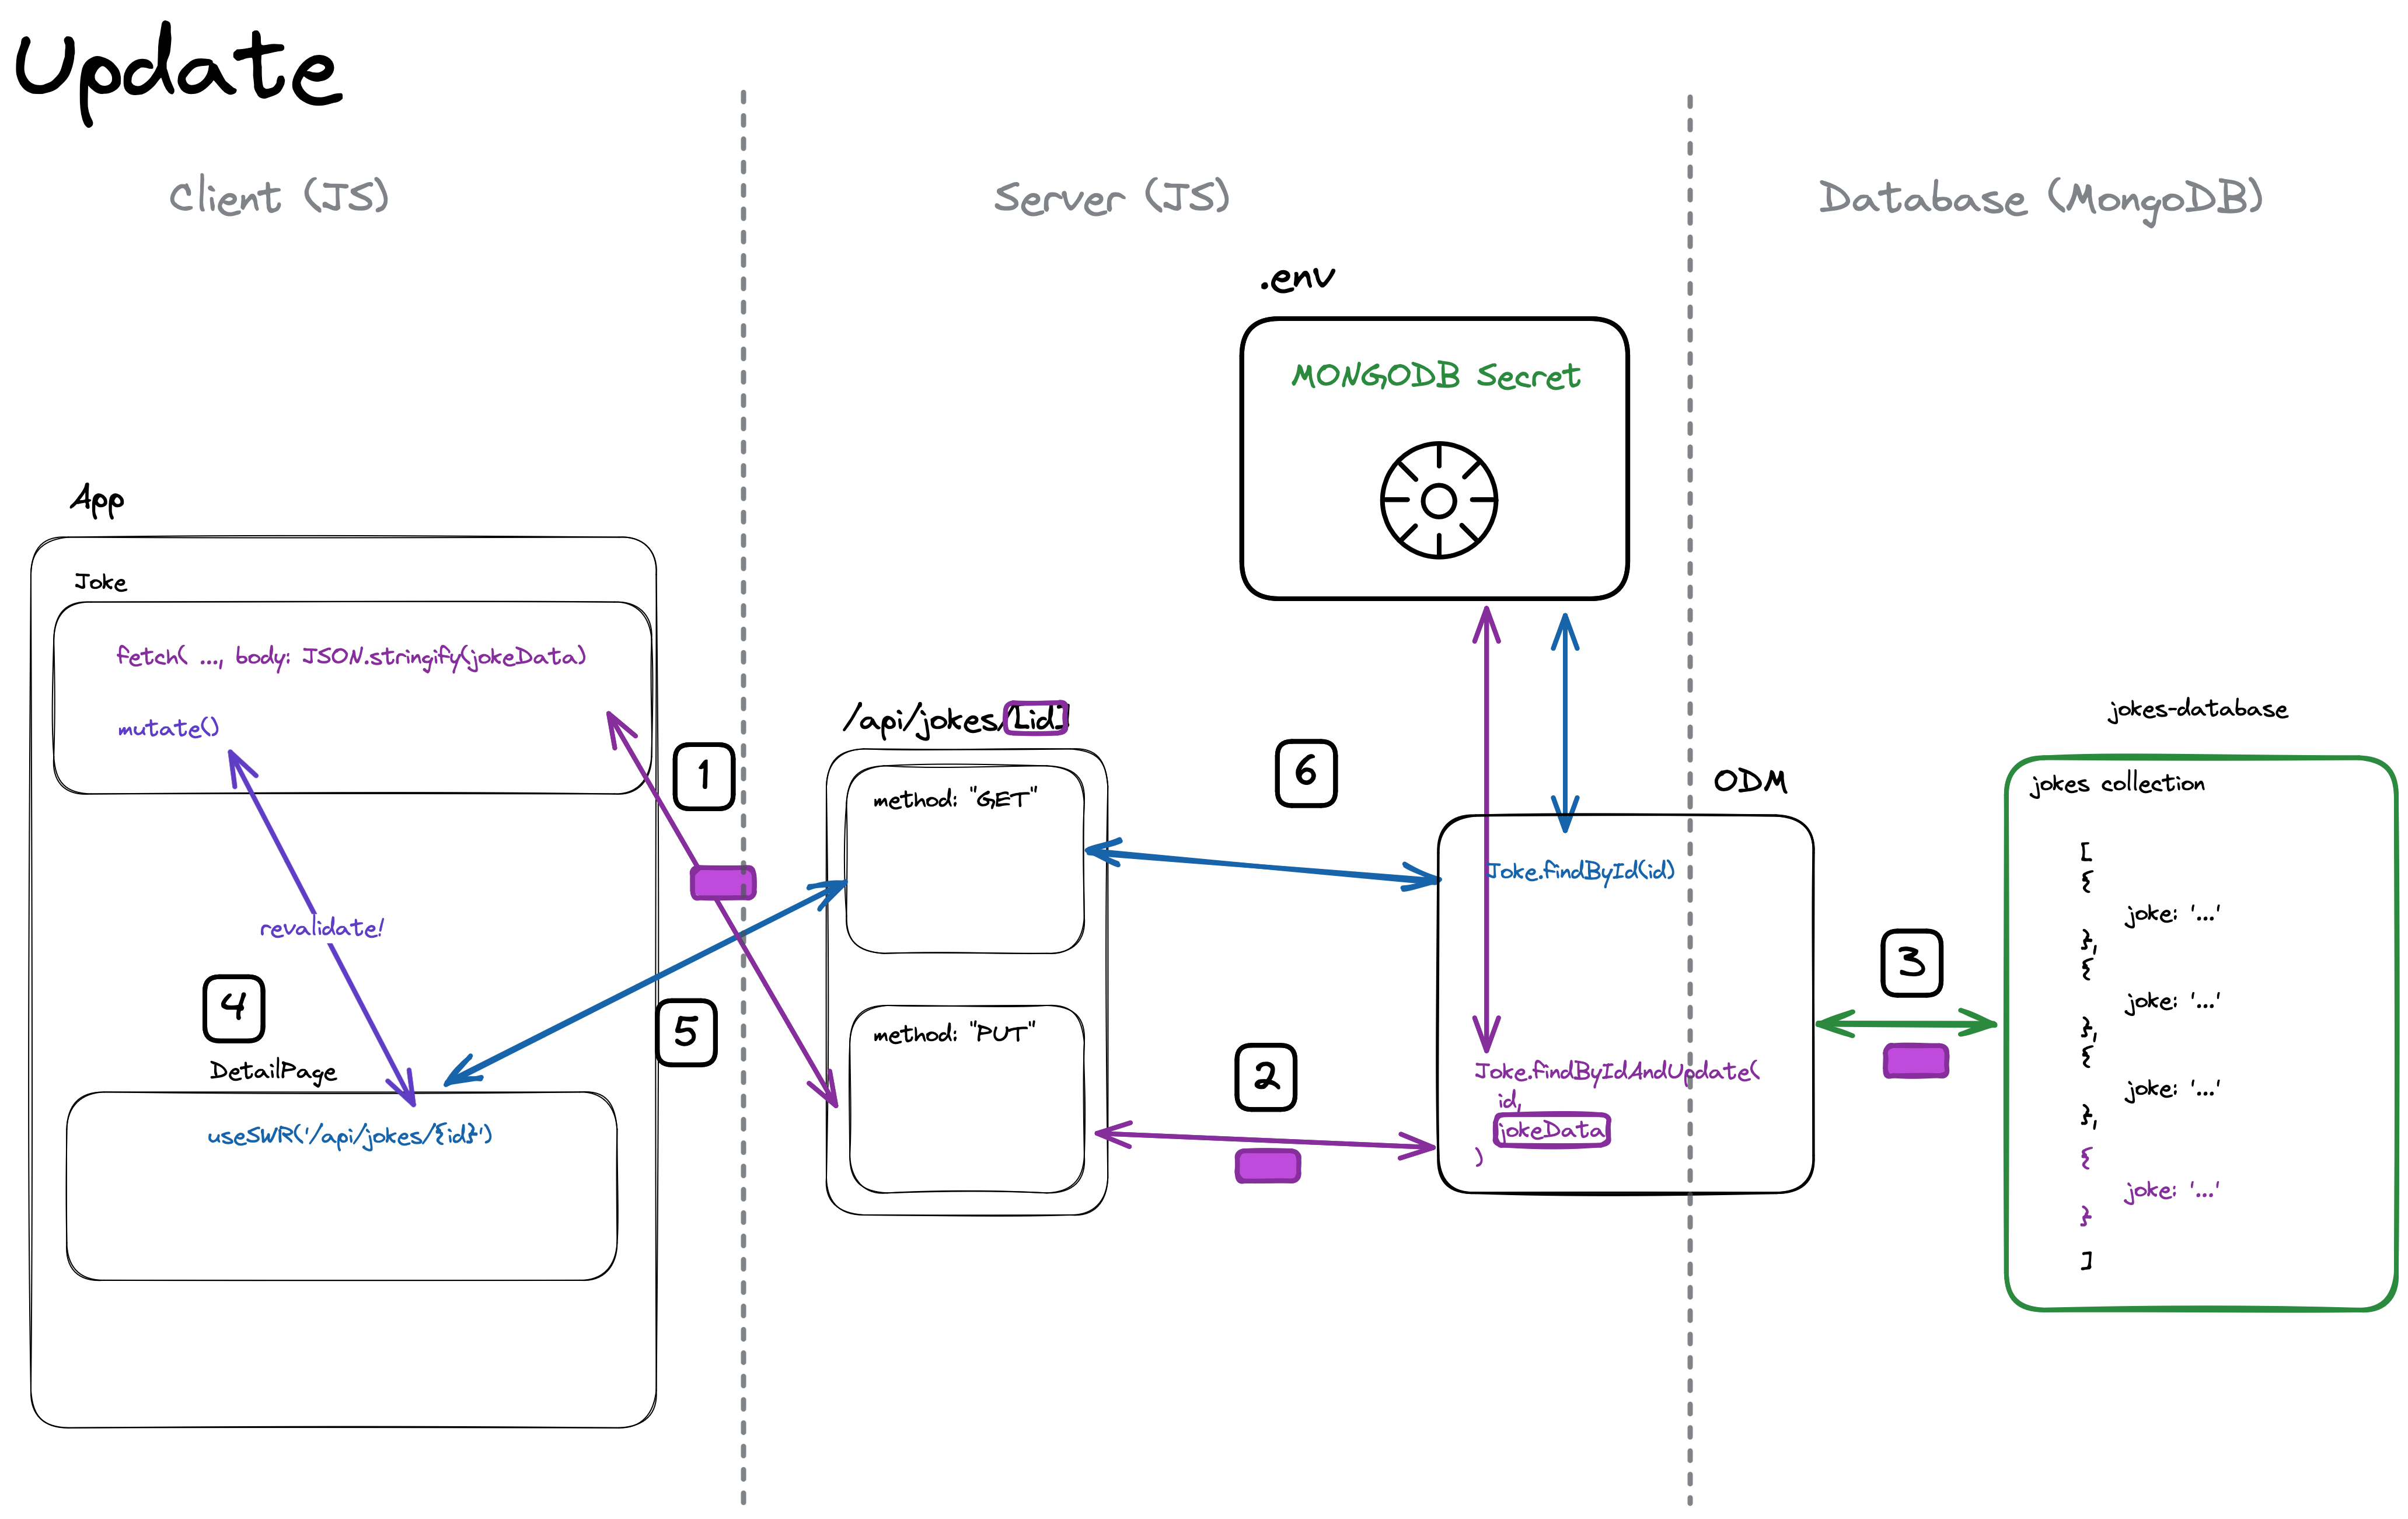 Update
Client (JS)
Server (JS)
Database (MongoDB)
.env
MONGODB Secret
App
Joke
fetch( ..., body: JSON.stringify(jokeData)
mutate()
revalidate!
4
DetailPage
useSWR('/api/jokes/{id}')
1
5
/api/jokes/[id]
method: "GET"
method: "PUT"
6
2
ODM
Joke.findById(id)
Joke.findByIdAndUpdate(
id,
jokeData
)
3
jokes-database
jokes collection
[
{
joke: '...'
},
{
joke: '...'
},
{
joke: '...'
},
{
joke: '...'
}
]